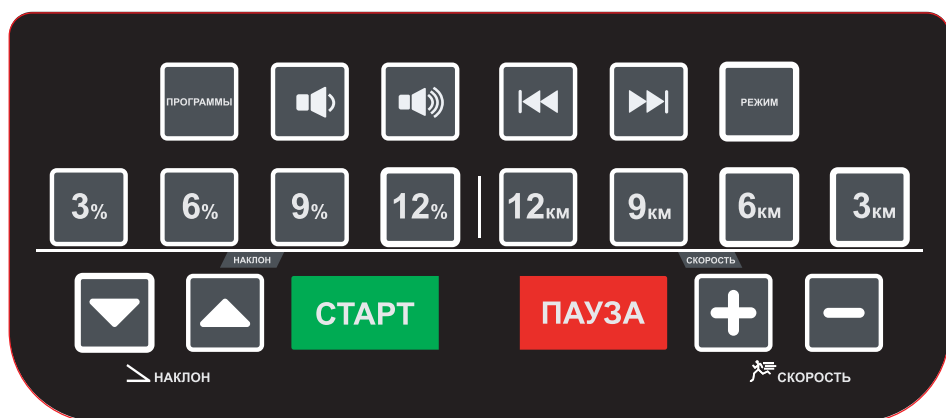 ПРОГРАММЫ
РЕЖИМ
3%
6%
9%
12%
12км
9км
6км
3км
НАКЛОН
СКОРОСТЬ
СТАРТ
ПАУЗА
НАКЛОН
СКОРОСТЬ